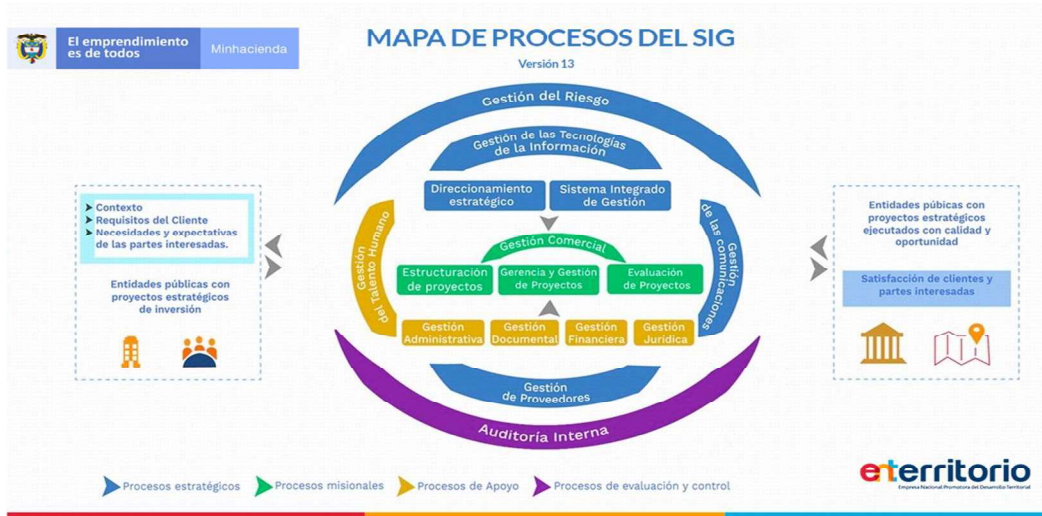 El emprendimiento
es de todos
Minhacienda
MAPA DE PROCESOS DEL SIG
Versión 13
Gestión del Riesgo
Gestión de las Tecnologías
de la Información
Direccionamiento
estratégico
Sistema Integrado
de Gestión
Contexto
Requisitos del Cliente
Necesidades y expectativas
de las partes interesadas.
Entidades públicas con
proyectos estratégicos
de inversión
Gestión
del Talento Humano
Gestión Comercial
Estructuración
de proyectos
Gerencia y Gestión
de Proyectos
Evaluación
de Proyectos
Gestión
de las comunicaciones
Gestión
Administrativa
Gestión
Documental
Gestión
Financiera
Gestión
Jurídica
Gestión
de Proveedores
Auditoría Interna
Entidades púbicas con
proyectos estratégicos
ejecutados con calidad y
oportunidad
Satisfacción de clientes y
partes interesadas
Procesos estratégicos
Procesos misionales
Procesos de Apoyo
Procesos de evaluación y control
enterritorio
Empresa Nacional Promotora del Desarrollo Territorial